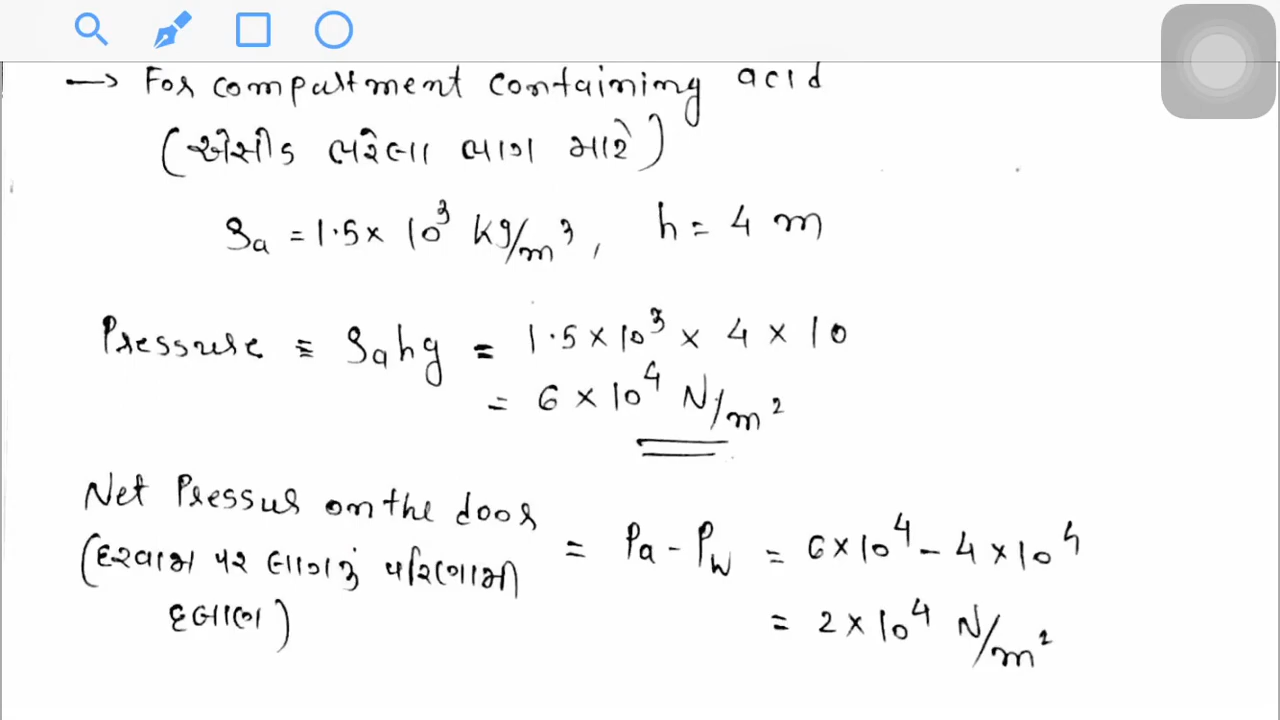 → For compartment containing acid
(એસીડ ભરેલા ભાગ માટે)
ρa = 1.5 × 10³ kg/m³, h = 4 m
Pressure = ρahg = 1.5 × 10³ × 4 × 10
= 6 × 10⁴ N/m²
Net Pressur on the door
(દરવાજા પર લાગતું પરિણામી
દબાણ)
= Pa - Pw = 6 × 10⁴ - 4 × 10⁴
= 2 × 10⁴ N/m²